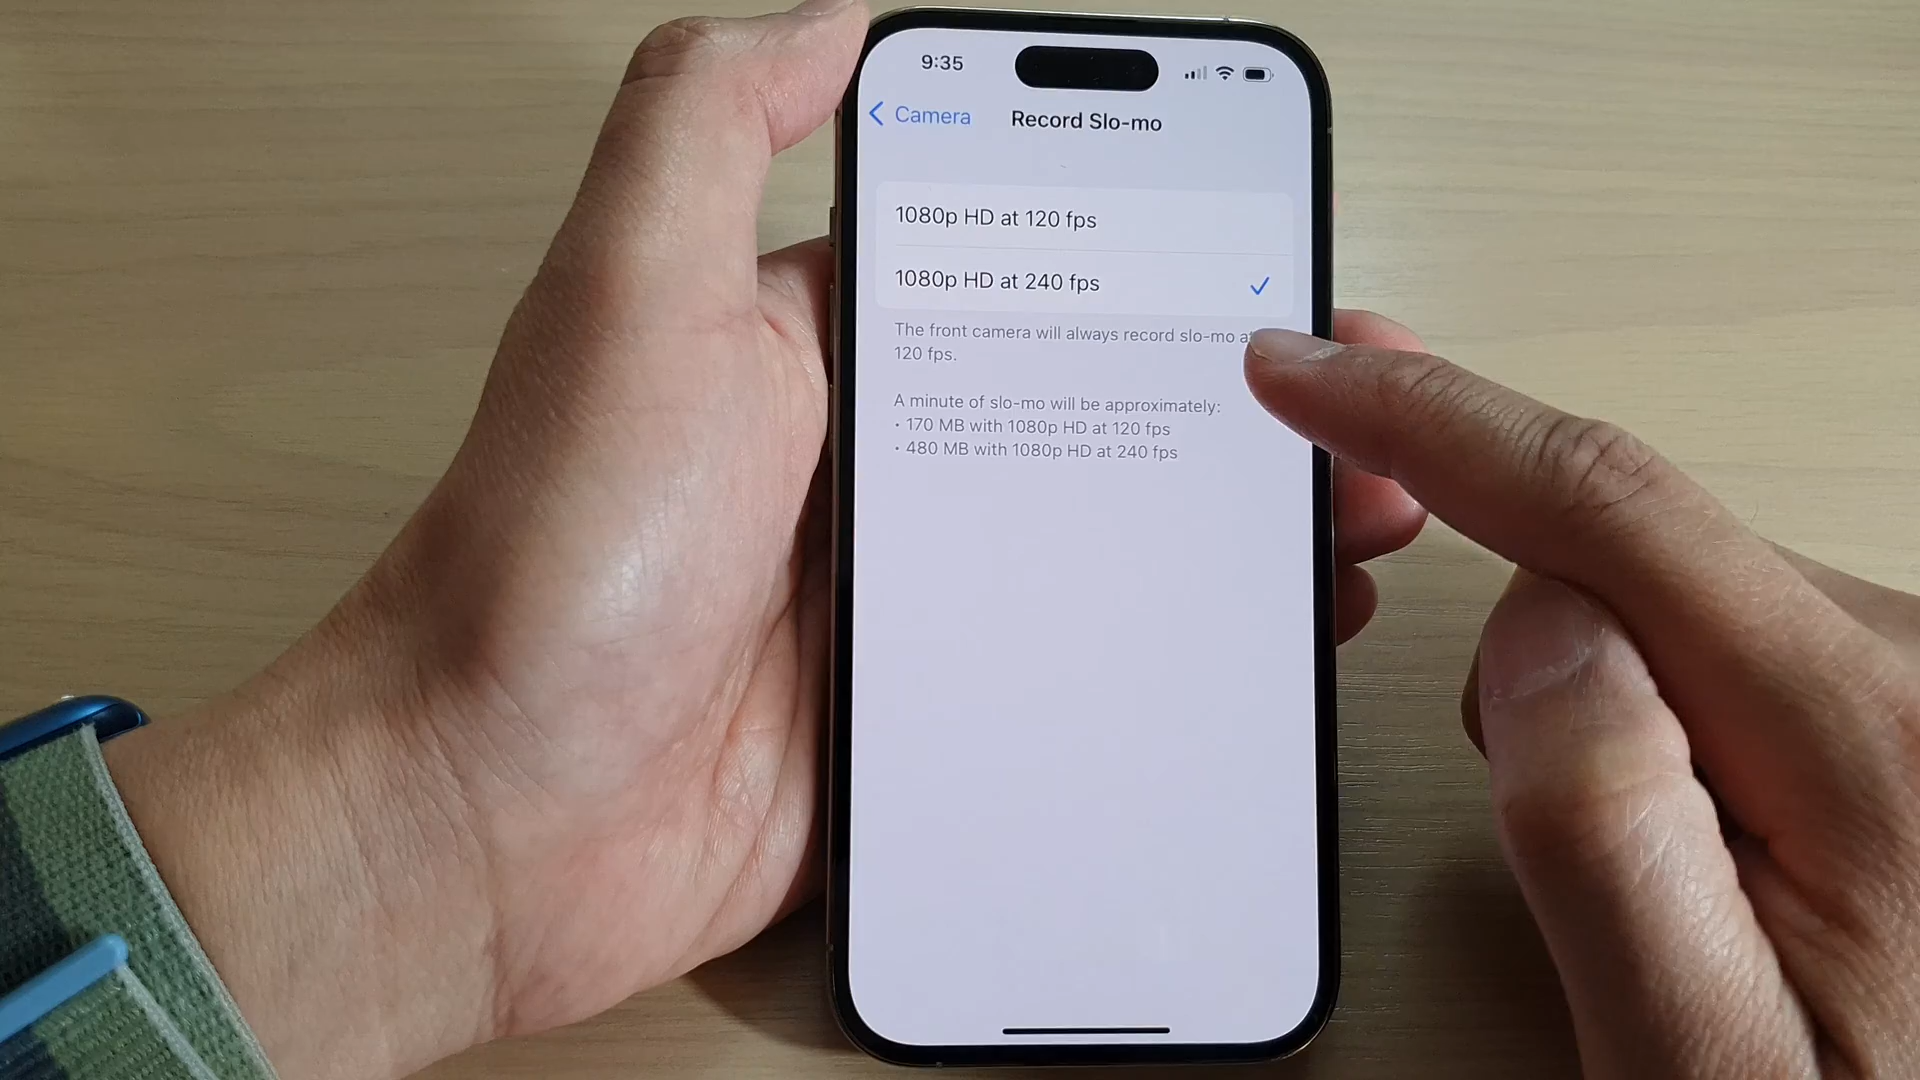 9:35
Camera
Record Slo-mo
1080p HD at 120 fps
1080p HD at 240 fps
The front camera will always record slo-mo at
120 fps.
A minute of slo-mo will be approximately:
• 170 MB with 1080p HD at 120 fps
• 480 MB with 1080p HD at 240 fps